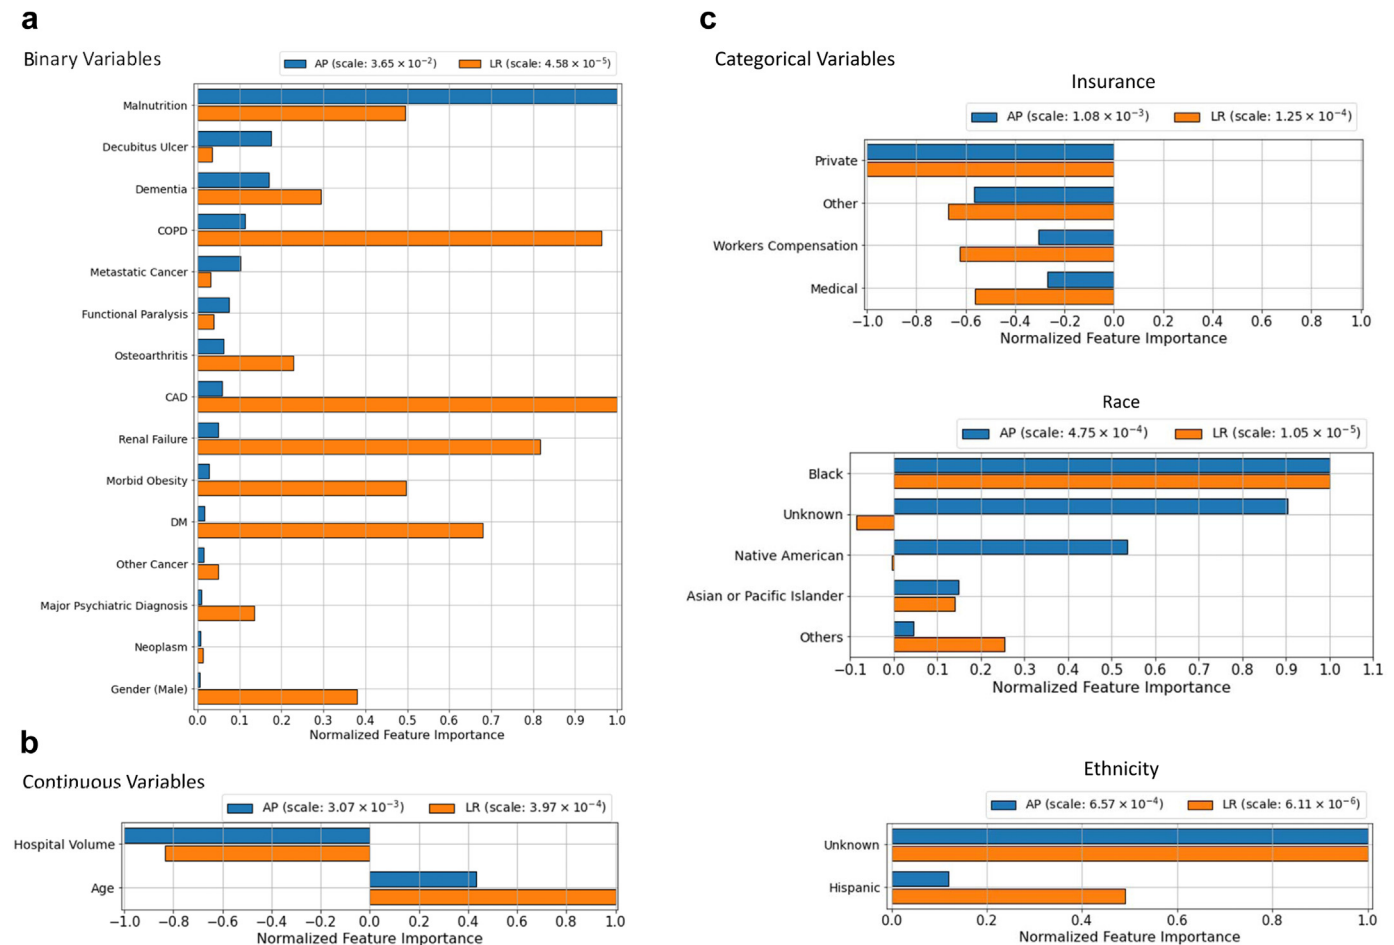 a
Binary Variables
AP (scale: 3.65 × 10⁻²) LR (scale: 4.58 × 10⁻⁵)
Malnutrition
Decubitus Ulcer
Dementia
COPD
Metastatic Cancer
Functional Paralysis
Osteoarthritis
CAD
Renal Failure
Morbid Obesity
DM
Other Cancer
Major Psychiatric Diagnosis
Neoplasm
Gender (Male)
0.0 0.1 0.2 0.3 0.4 0.5 0.6 0.7 0.8 0.9 1.0
Normalized Feature Importance
b
Continuous Variables
AP (scale: 3.07 × 10⁻³) LR (scale: 3.97 × 10⁻⁴)
Hospital Volume
Age
−1.0 −0.8 −0.6 −0.4 −0.2 0.0 0.2 0.4 0.6 0.8 1.0
Normalized Feature Importance
c
Categorical Variables
Insurance
AP (scale: 1.08 × 10⁻³) LR (scale: 1.25 × 10⁻⁴)
Private
Other
Workers Compensation
Medical
−1.0 −0.8 −0.6 −0.4 −0.2 0.0 0.2 0.4 0.6 0.8 1.0
Normalized Feature Importance
Race
AP (scale: 4.75 × 10⁻⁴) LR (scale: 1.05 × 10⁻⁵)
Black
Unknown
Native American
Asian or Pacific Islander
Others
−0.1 0.0 0.1 0.2 0.3 0.4 0.5 0.6 0.7 0.8 0.9 1.0 1.1
Normalized Feature Importance
Ethnicity
AP (scale: 6.57 × 10⁻⁴) LR (scale: 6.11 × 10⁻⁶)
Unknown
Hispanic
0.0 0.2 0.4 0.6 0.8 1.0
Normalized Feature Importance